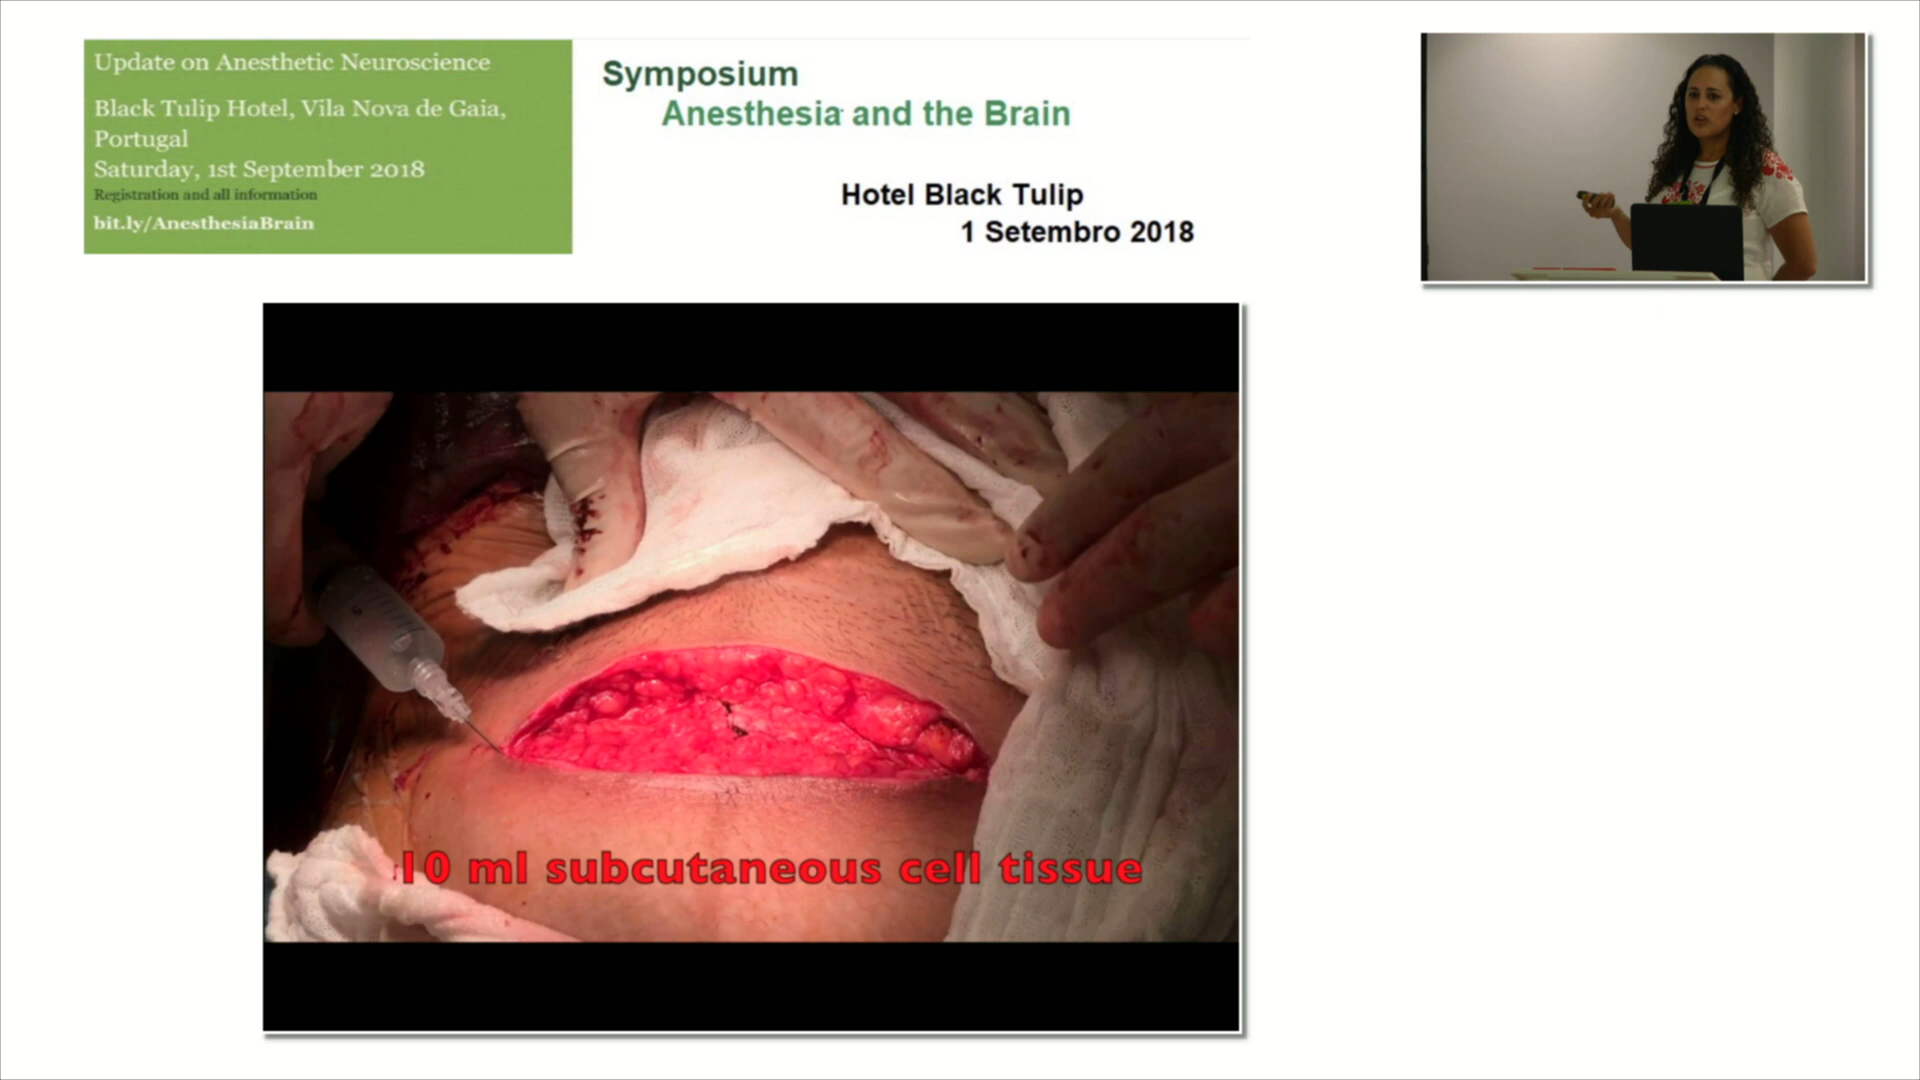 Update on Anesthetic Neuroscience
Black Tulip Hotel, Vila Nova de Gaia,
Portugal
Saturday, 1st September 2018
Registration and all information
bit.ly/AnesthesiaBrain
Symposium
Anesthesia and the Brain
Hotel Black Tulip
1 Setembro 2018
10 ml subcutaneous cell tissue